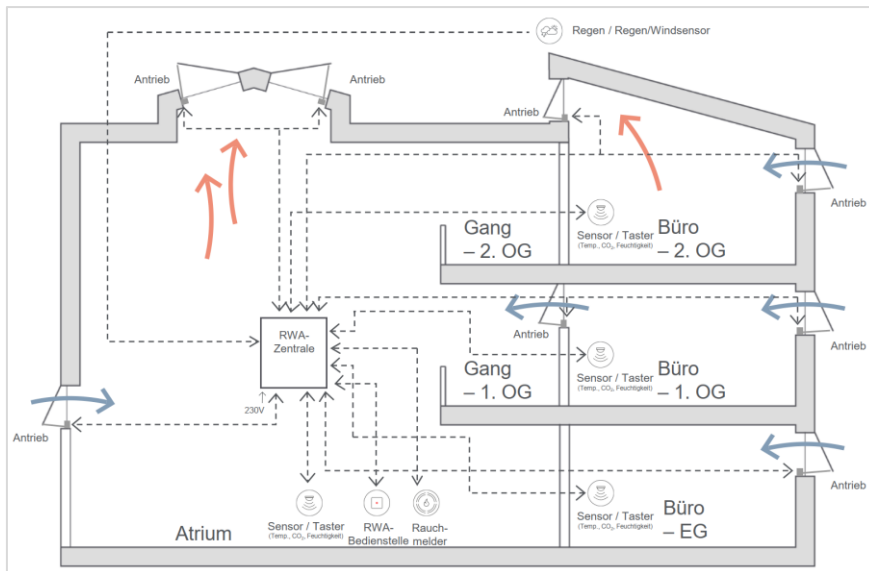 Regen / Regen/Windsensor
Antrieb
Antrieb
Antrieb
Antrieb
Gang
– 2. OG
Sensor / Taster
(Temp., CO₂, Feuchtigkeit)
Büro
– 2. OG
RWA-
Zentrale
230V
Antrieb
Antrieb
Gang
– 1. OG
Sensor / Taster
(Temp., CO₂, Feuchtigkeit)
Büro
– 1. OG
Antrieb
Antrieb
Atrium
Sensor / Taster
(Temp., CO₂, Feuchtigkeit)
RWA-
Bedienstelle
Rauch-
melder
Sensor / Taster
(Temp., CO₂, Feuchtigkeit)
Büro
– EG